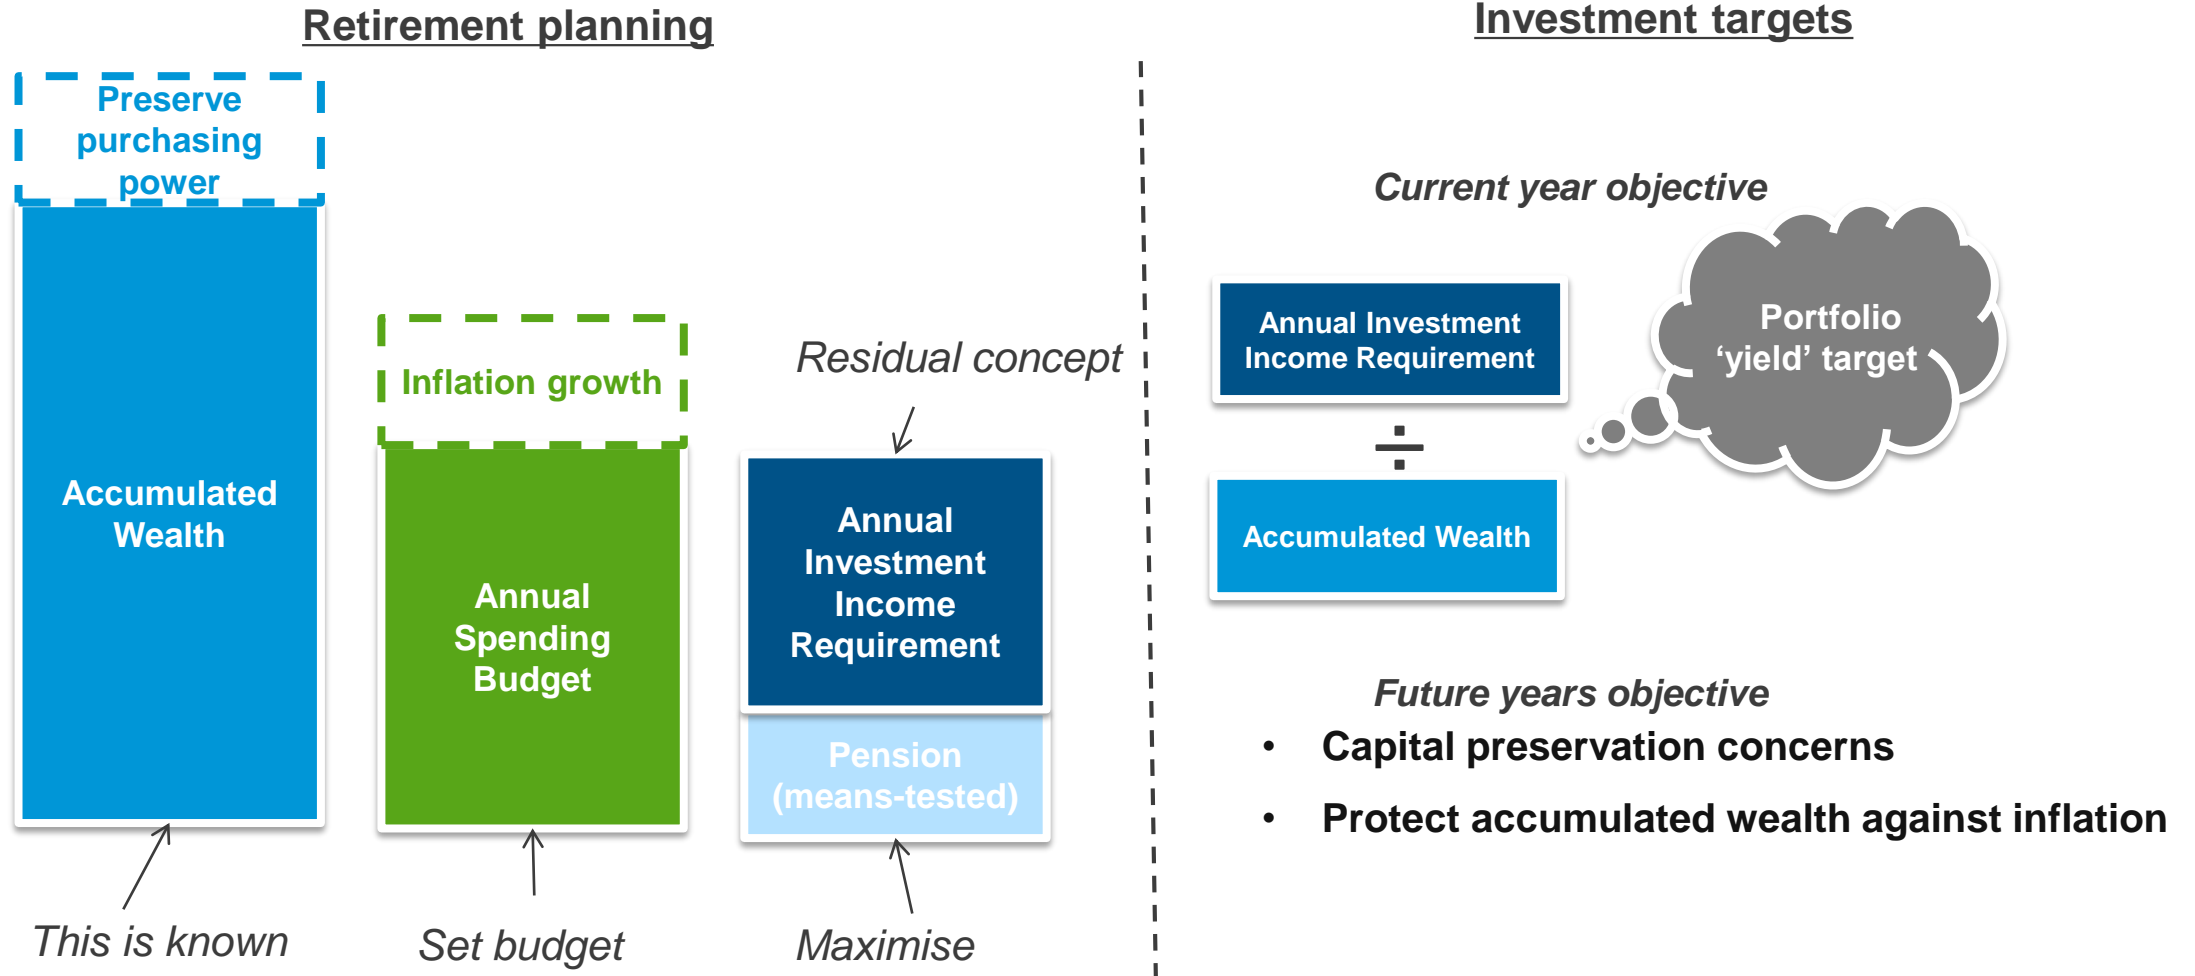 Retirement planning
Preserve
purchasing
power
Accumulated
Wealth
This is known
Inflation growth
Annual
Spending
Budget
Set budget
Residual concept
Annual
Investment
Income
Requirement
Pension
(means-tested)
Maximise
Investment targets
Current year objective
Annual Investment
Income Requirement
÷
Accumulated Wealth
Portfolio
‘yield’ target
Future years objective
• Capital preservation concerns
• Protect accumulated wealth against inflation